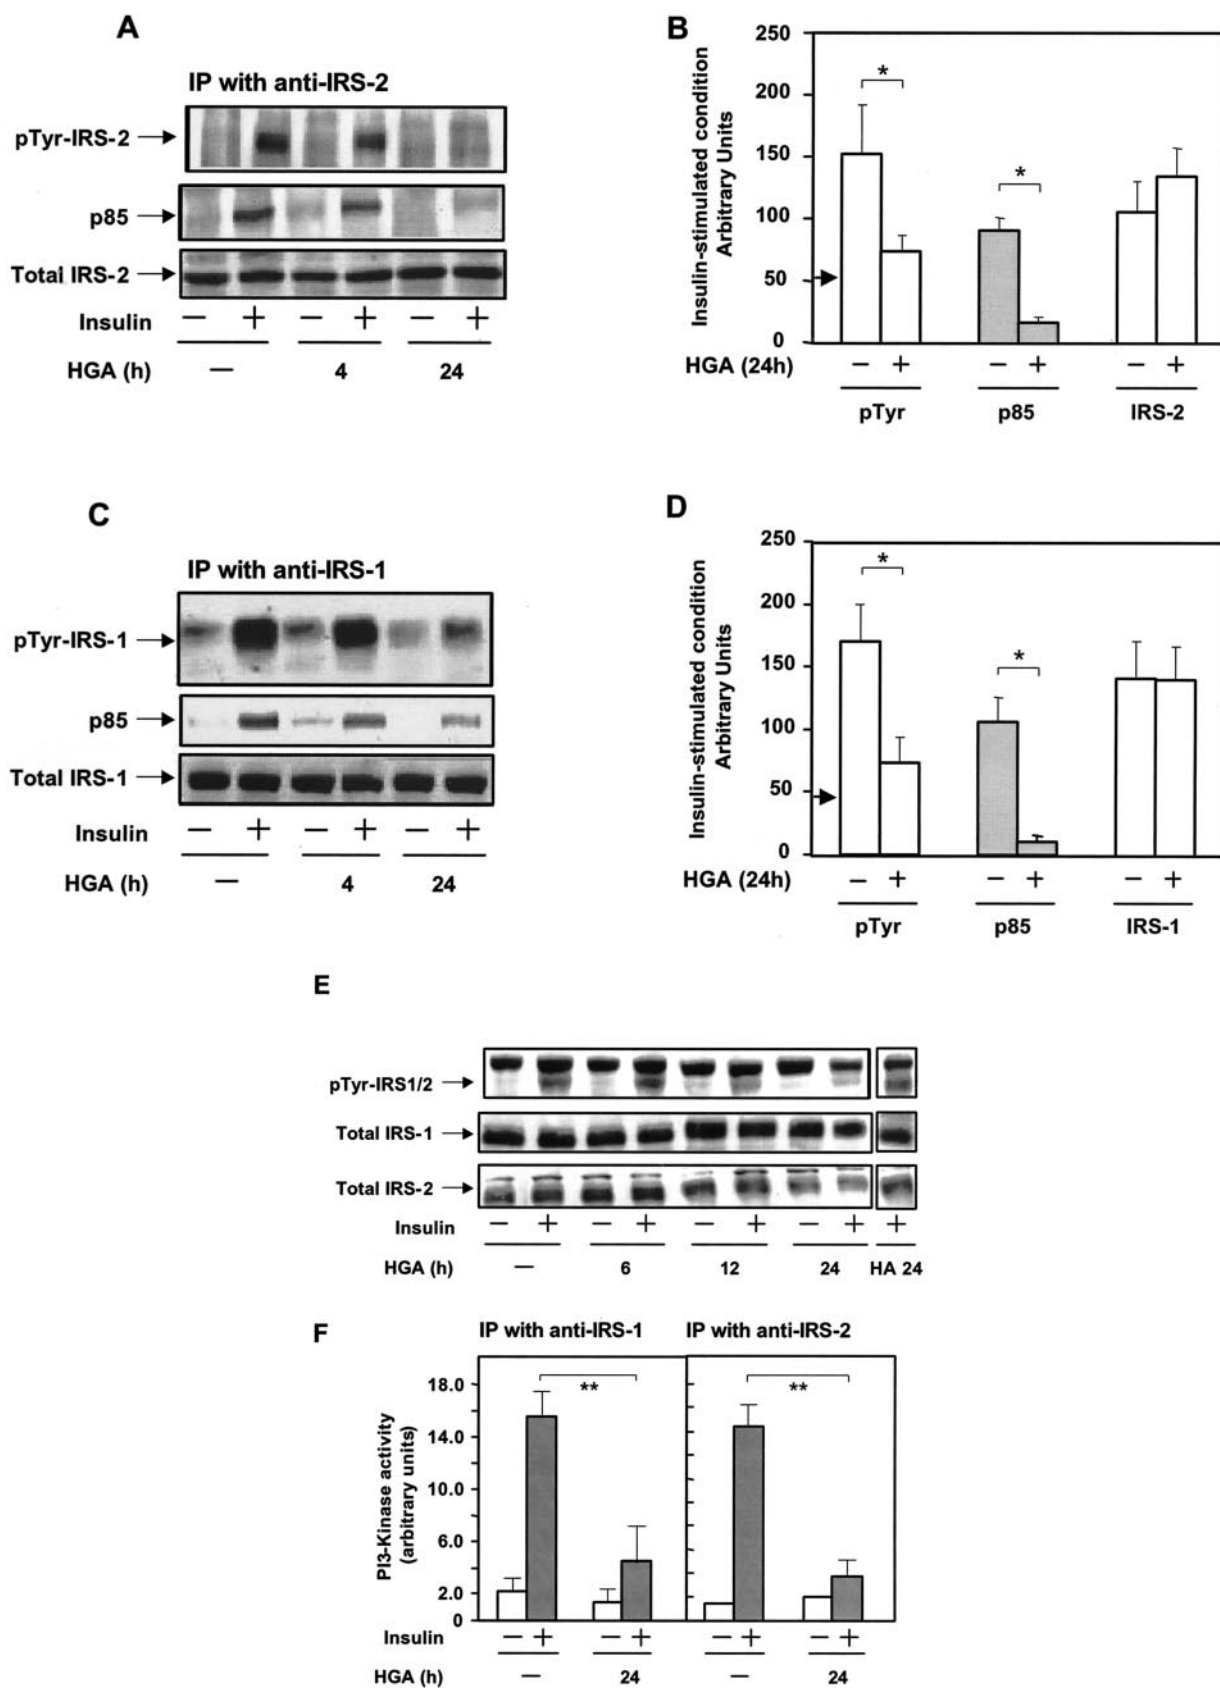 A
IP with anti-IRS-2
pTyr-IRS-2
p85
Total IRS-2
Insulin — + — + — +
HGA (h) — 4 24
B
Insulin-stimulated condition
Arbitrary Units
250
200
150
100
50
0
*
*
HGA (24h) — + — + — +
pTyr p85 IRS-2
C
IP with anti-IRS-1
pTyr-IRS-1
p85
Total IRS-1
Insulin — + — + — +
HGA (h) — 4 24
D
Insulin-stimulated condition
Arbitrary Units
250
200
150
100
50
0
*
*
HGA (24h) — + — + — +
pTyr p85 IRS-1
E
pTyr-IRS1/2
Total IRS-1
Total IRS-2
Insulin — + — + — + — + +
HGA (h) — 6 12 24 HA 24
F
IP with anti-IRS-1 IP with anti-IRS-2
PI3-Kinase activity
(arbitrary units)
18.0
14.0
10.0
6.0
2.0
0
** **
Insulin — + — + — + — +
HGA (h) — 24 — 24